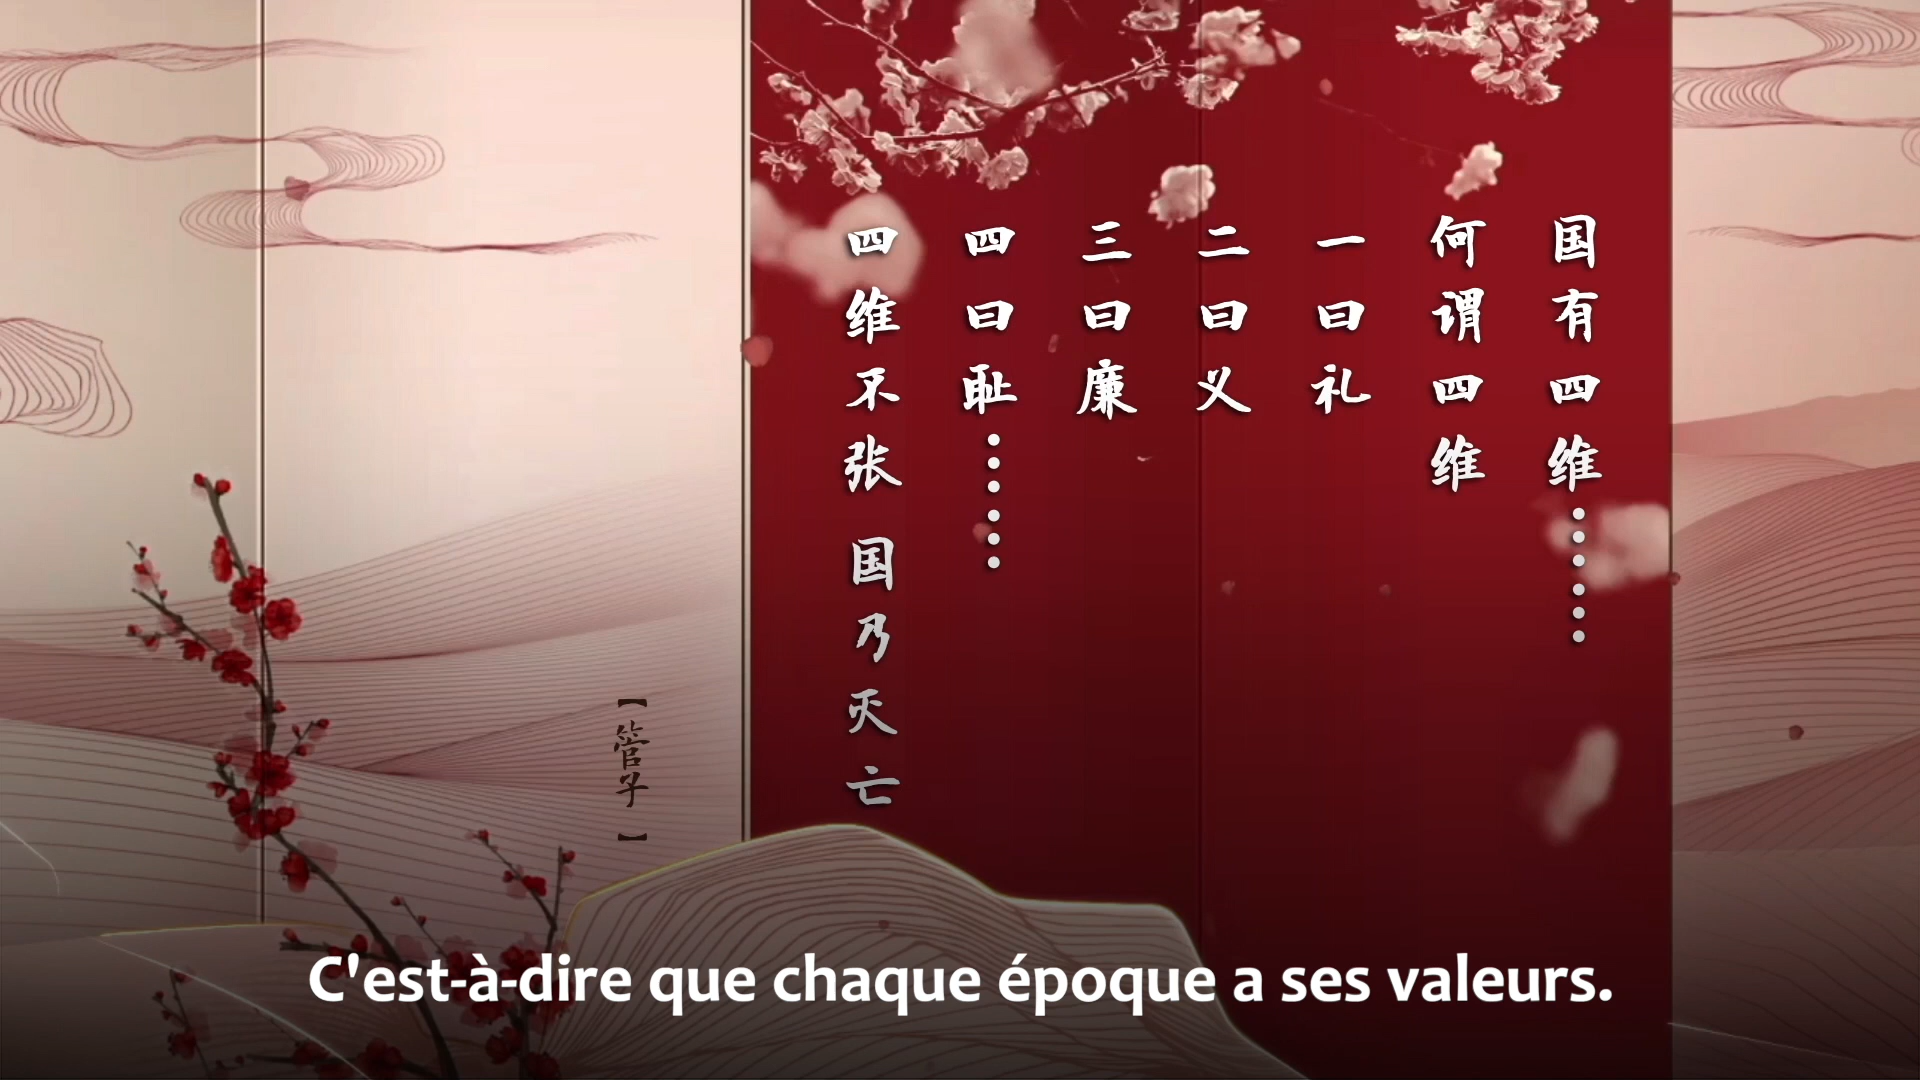 国有四维……
何谓四维
一曰礼
二曰义
三曰廉
四曰耻……
四维不张 国乃灭亡
【管子】
C'est-à-dire que chaque époque a ses valeurs.